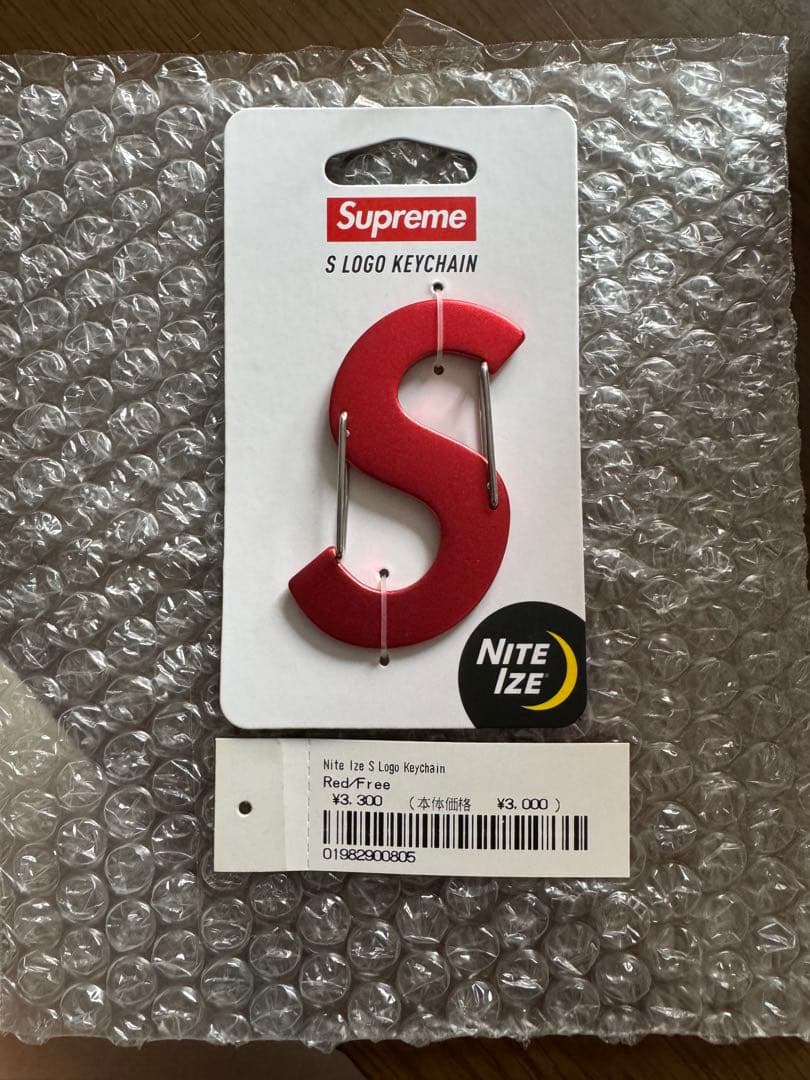 Supreme
S LOGO KEYCHAIN
S
NITE
IZE
Nite Ize S Logo Keychain
Red/Free
¥3,300 (本体価格 ¥3,000)
01982900805